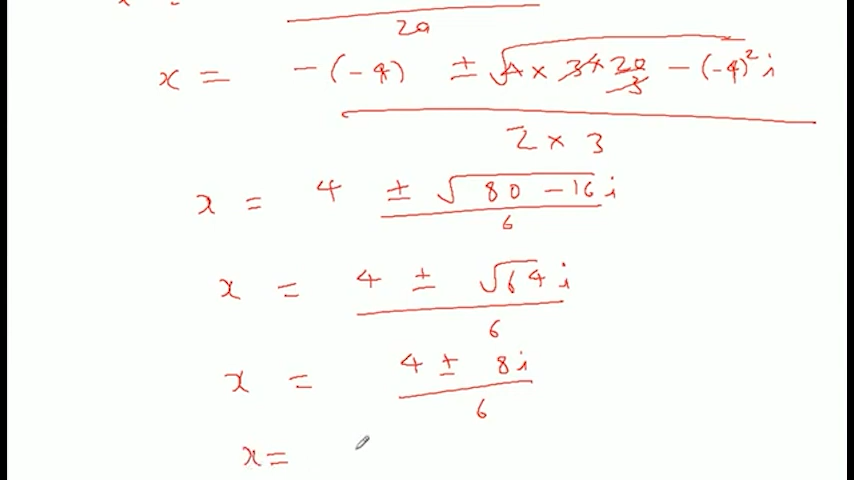 2a
x = -(-4) ± √4 × 3 × 20/3 - (-4)² i
2 × 3
x = 4 ± √80 - 16 i
6
x = 4 ± √64 i
6
x = 4 ± 8i
6
x =